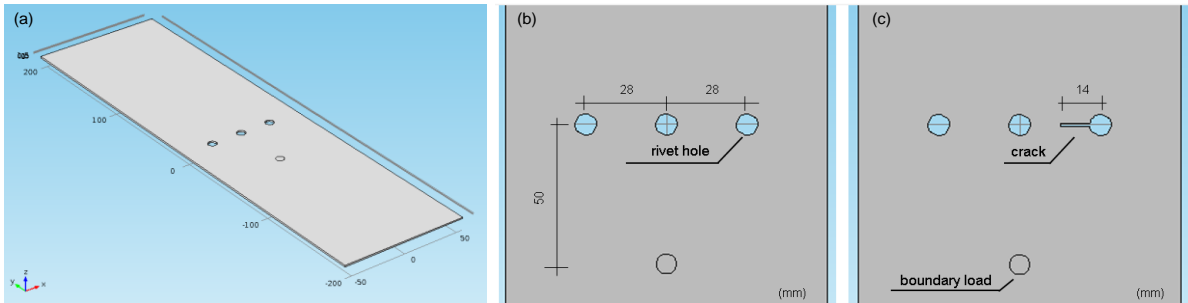 (a)
200
100
0
-100
-200
-50
0
50
z
y
x
(b)
28
28
rivet hole
50
(mm)
(c)
14
crack
boundary load
(mm)